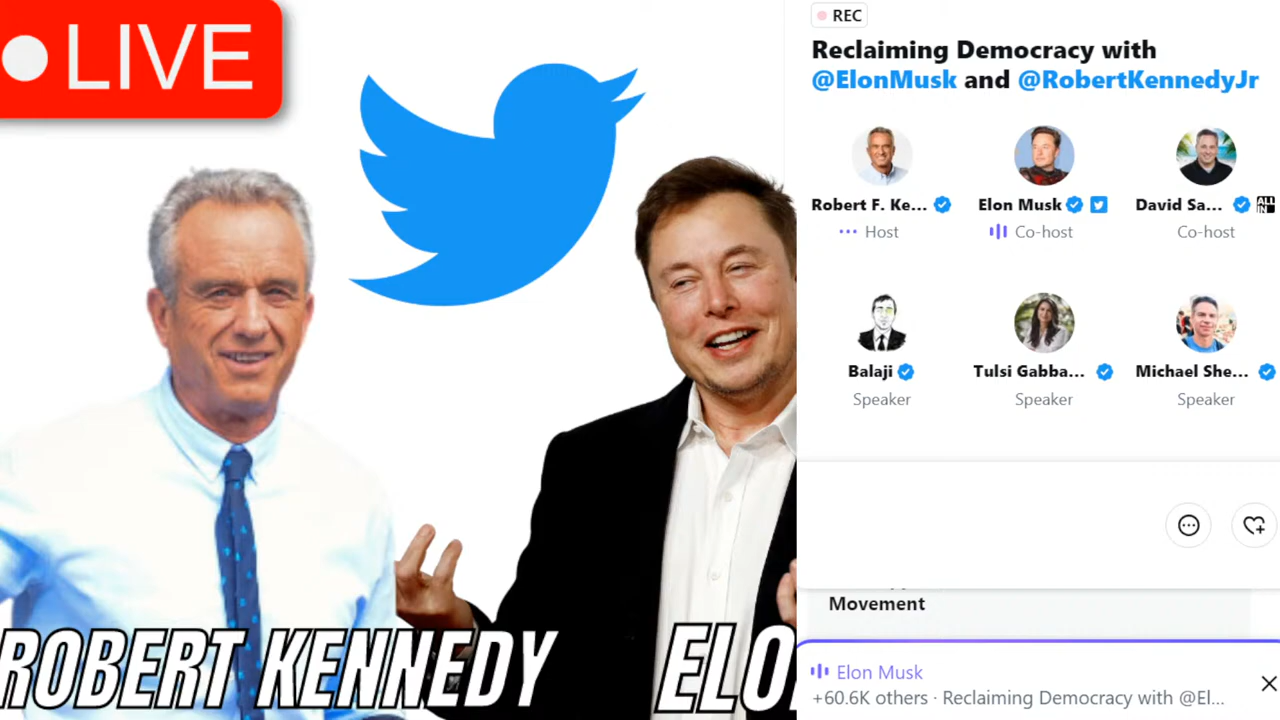 LIVE
ROBERT KENNEDY
ELO
REC
Reclaiming Democracy with
@ElonMusk and @RobertKennedyJr
Robert F. Ke...
Elon Musk
David Sa...
ALL
IN
Host
Co-host
Co-host
Balaji
Tulsi Gabba...
Michael She...
Speaker
Speaker
Speaker
Movement
Elon Musk
+60.6K others · Reclaiming Democracy with @El...